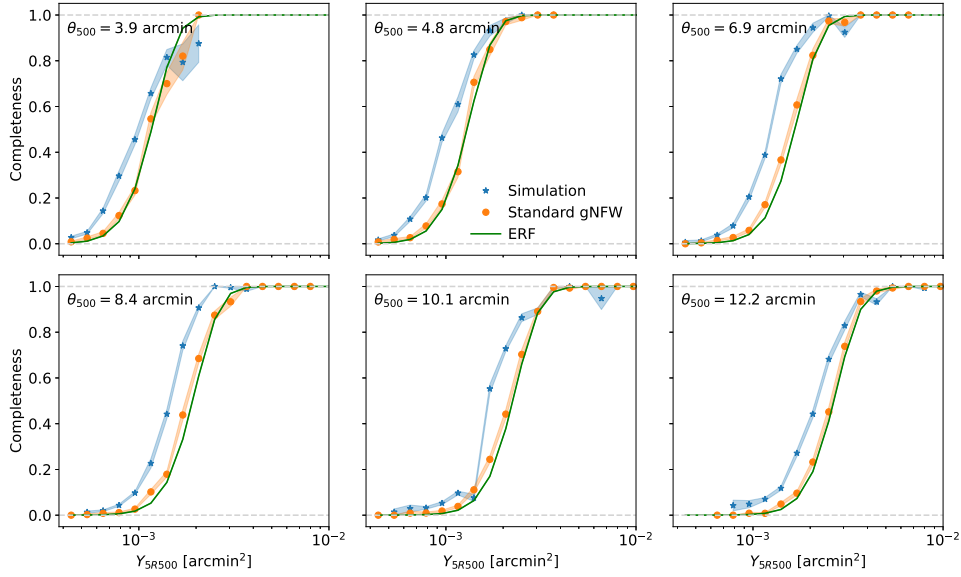 θ500 = 3.9 arcmin
θ500 = 4.8 arcmin
θ500 = 6.9 arcmin
Completeness
1.0
0.8
0.6
0.4
0.2
0.0
Simulation
Standard gNFW
ERF
θ500 = 8.4 arcmin
θ500 = 10.1 arcmin
θ500 = 12.2 arcmin
Completeness
1.0
0.8
0.6
0.4
0.2
0.0
10⁻³
10⁻²
10⁻³
10⁻²
10⁻³
10⁻²
Y5R500 [arcmin²]
Y5R500 [arcmin²]
Y5R500 [arcmin²]